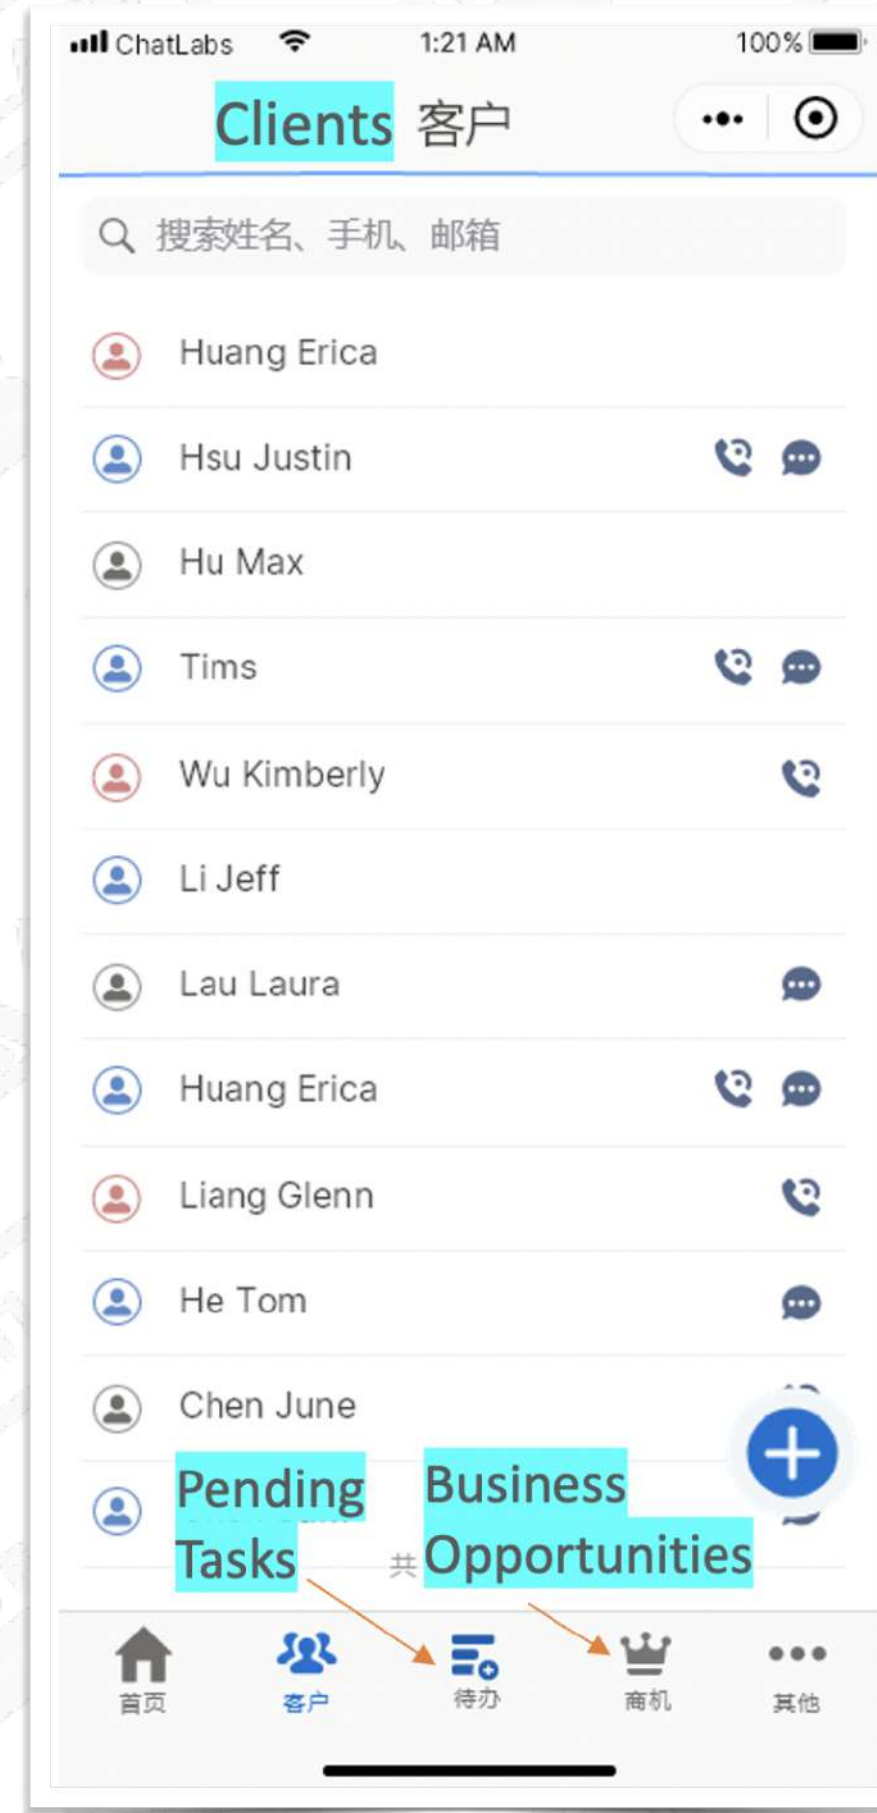 ChatLabs 1:21 AM 100%
Clients 客户
搜索姓名、手机、邮箱
Huang Erica
Hsu Justin
Hu Max
Tims
Wu Kimberly
Li Jeff
Lau Laura
Huang Erica
Liang Glenn
He Tom
Chen June
Pending
Tasks
Business
Opportunities
共
首页 客户 待办 商机 其他